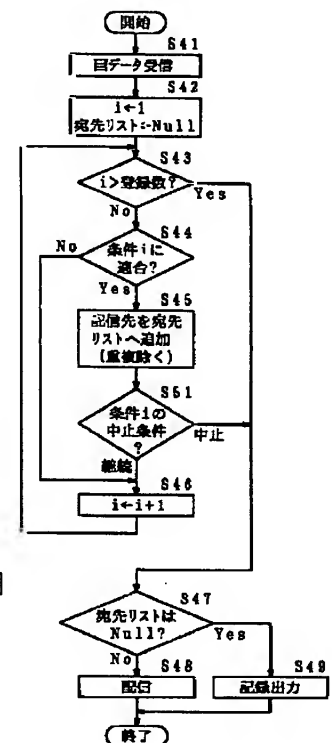 開始
S41
画データ受信
S42
i←1
宛先リスト←Null
S43
i>登録数?
Yes
No
S44
No
条件iに
適合?
Yes
S45
配信先を宛先
リストへ追加
(重複除く)
S51
条件iの
中止条件
?
中止
継続
S46
i←i+1
S47
宛先リストは
Null?
Yes
No
S48
S49
配信
記録出力
終了